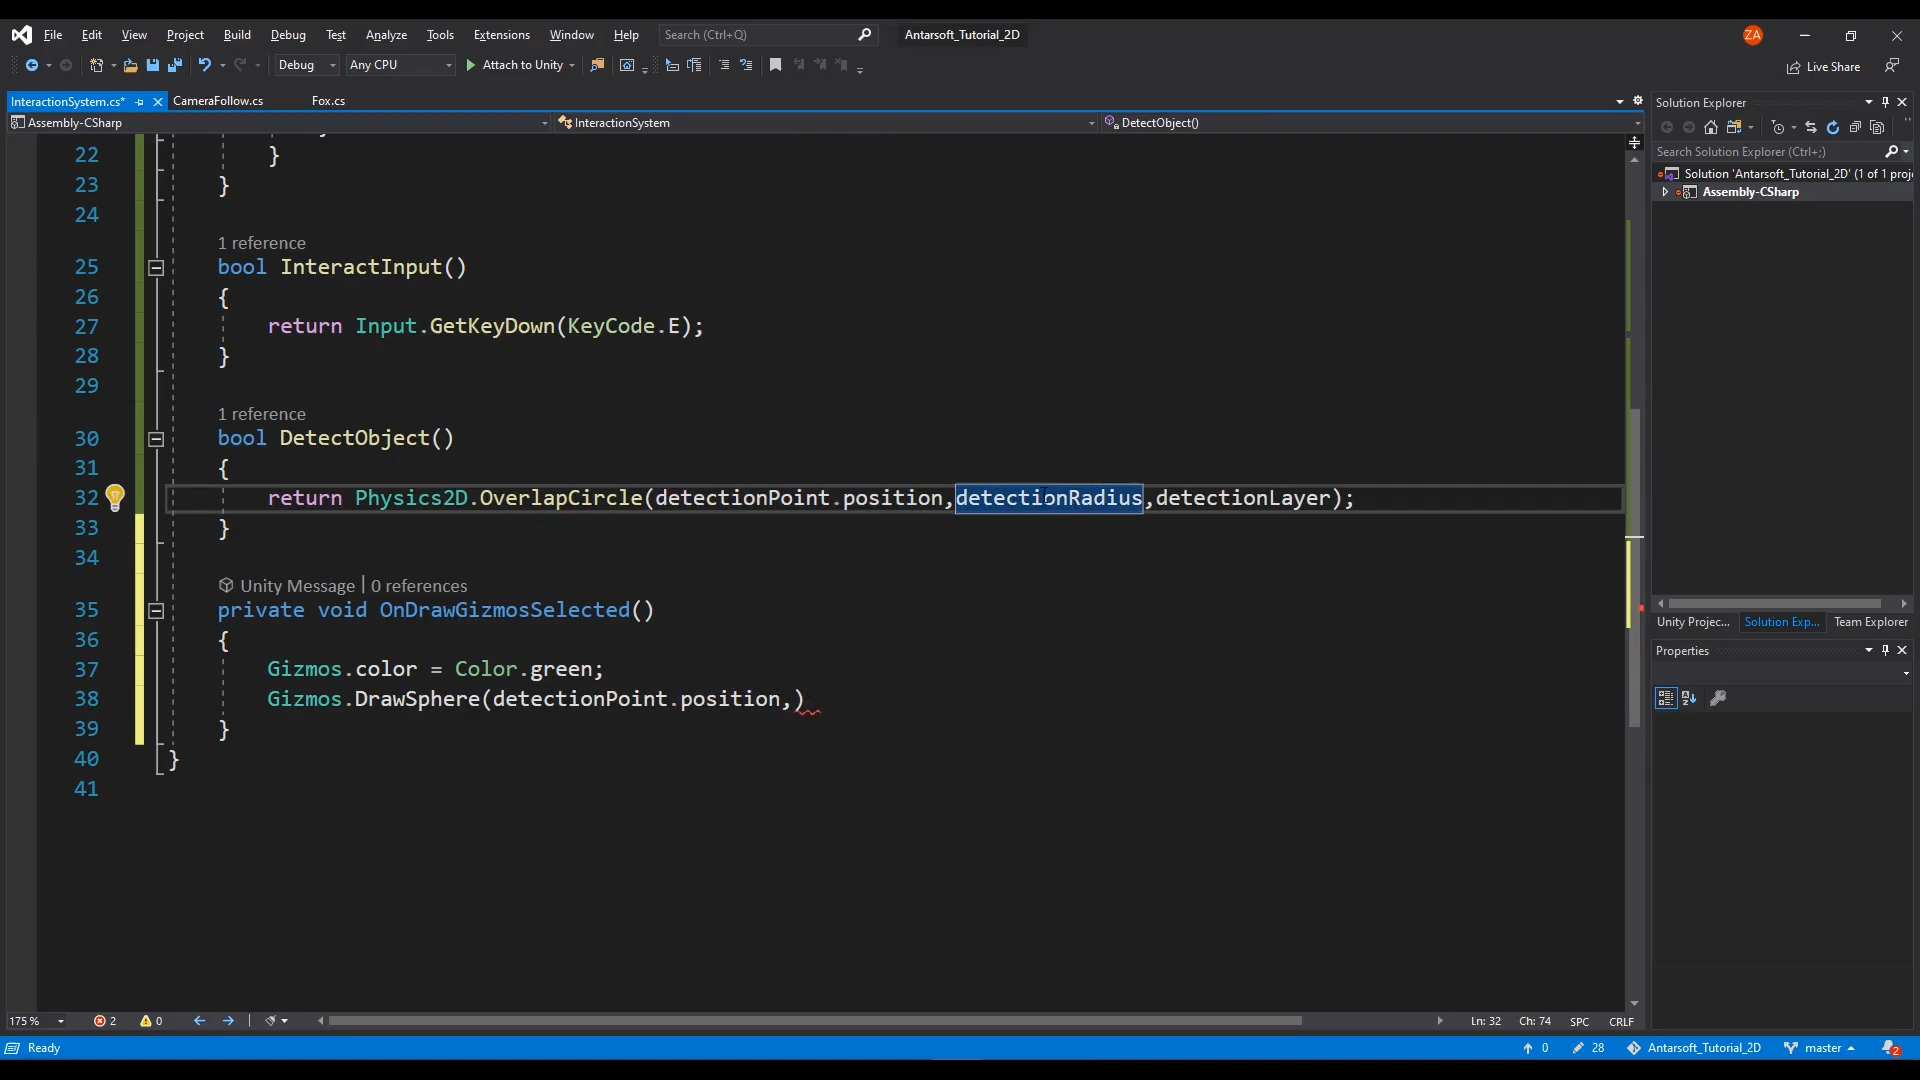 File Edit View Project Build Debug Test Analyze Tools Extensions Window Help Search (Ctrl+Q) Antarsoft_Tutorial_2D ZA
Debug Any CPU Attach to Unity Live Share
InteractionSystem.cs* CameraFollow.cs Fox.cs
Assembly-CSharp InteractionSystem DetectObject()
22 }
23 }
24
1 reference
25 bool InteractInput()
26 {
27 return Input.GetKeyDown(KeyCode.E);
28 }
29
1 reference
30 bool DetectObject()
31 {
32 return Physics2D.OverlapCircle(detectionPoint.position,detectionRadius,detectionLayer);
33 }
34
Unity Message | 0 references
35 private void OnDrawGizmosSelected()
36 {
37 Gizmos.color = Color.green;
38 Gizmos.DrawSphere(detectionPoint.position,)
39 }
40 }
41
175 % 2 0 Ln: 32 Ch: 74 SPC CRLF
Solution Explorer
Search Solution Explorer (Ctrl+;)
Solution 'Antarsoft_Tutorial_2D' (1 of 1 proj
Assembly-CSharp
Unity Projec... Solution Exp... Team Explorer
Properties
Ready 0 28 Antarsoft_Tutorial_2D master 2